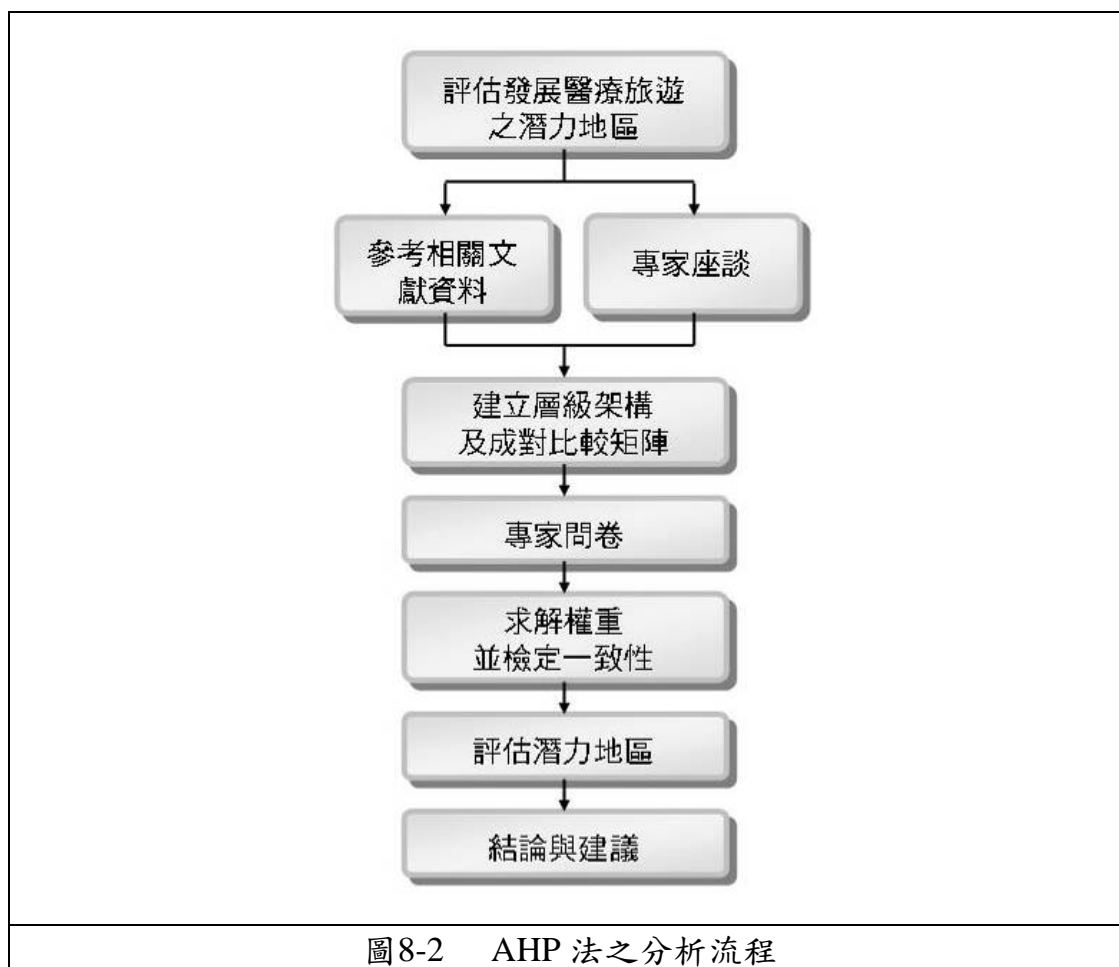 評估發展醫療旅遊
之潛力地區
參考相關文
獻資料
專家座談
建立層級架構
及成對比較矩陣
專家問卷
求解權重
並檢定一致性
評估潛力地區
結論與建議
圖8-2 AHP 法之分析流程